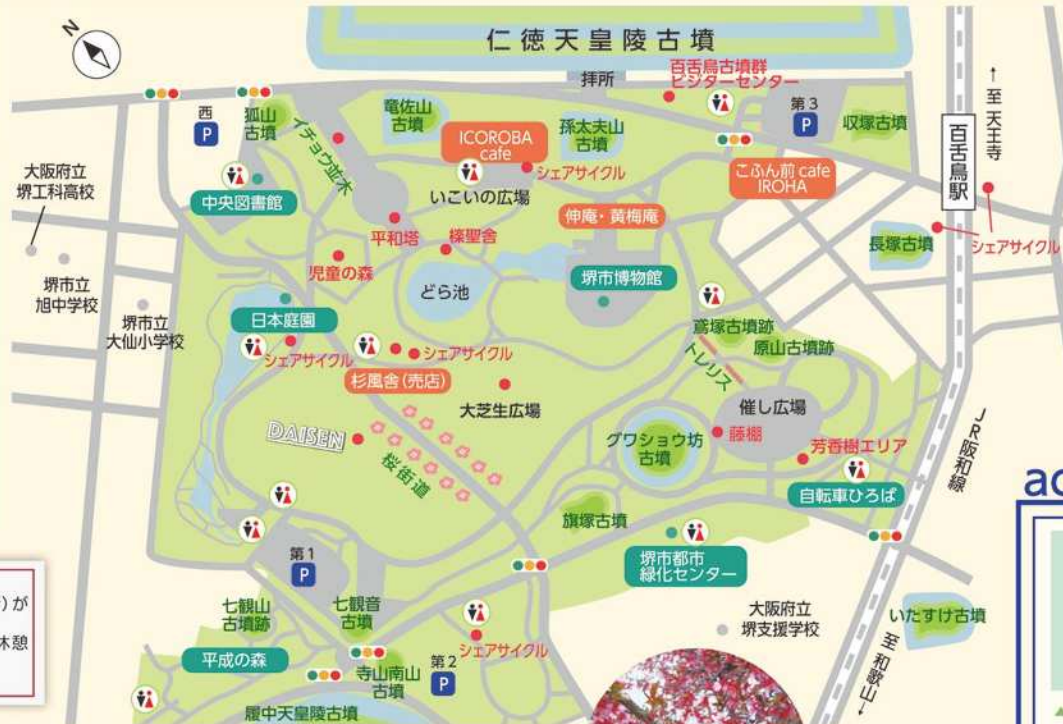 N
仁徳天皇陵古墳
拝所
百舌鳥古墳群
ビジターセンター
第3
P
収塚古墳
西
P
狐山
古墳
イチョウ並木
竜佐山
古墳
ICOROBA
cafe
孫太夫山
古墳
シェアサイクル
いこいの広場
こふん前 cafe
IROHA
百舌鳥駅
↑至 天王寺
大阪府立
堺工科高校
中央図書館
平和塔
榛聖舎
伸庵・黄梅庵
長塚古墳
シェアサイクル
堺市立
旭中学校
児童の森
どら池
堺市博物館
堺市立
大仙小学校
日本庭園
シェアサイクル
シェアサイクル
杉風舎(売店)
大芝生広場
鳶塚古墳跡
原山古墳跡
トレリス
催し広場
藤棚
DAISEN
桜街道
グワショウ坊
古墳
芳香樹エリア
自転車ひろば
JR阪和線
旗塚古墳
堺市都市
緑化センター
第1
P
七観山
古墳跡
七観音
古墳
大阪府立
堺支援学校
いたすけ古墳
平成の森
寺山南山
古墳
第2
P
シェアサイクル
至 和歌山↓
履中天皇陵古墳
が
休憩
ac